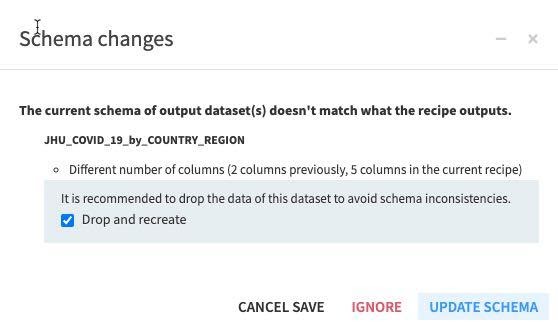 Schema changes
The current schema of output dataset(s) doesn't match what the recipe outputs.
JHU_COVID_19_by_COUNTRY_REGION
Different number of columns (2 columns previously, 5 columns in the current recipe)
It is recommended to drop the data of this dataset to avoid schema inconsistencies.
Drop and recreate
CANCEL SAVE IGNORE UPDATE SCHEMA